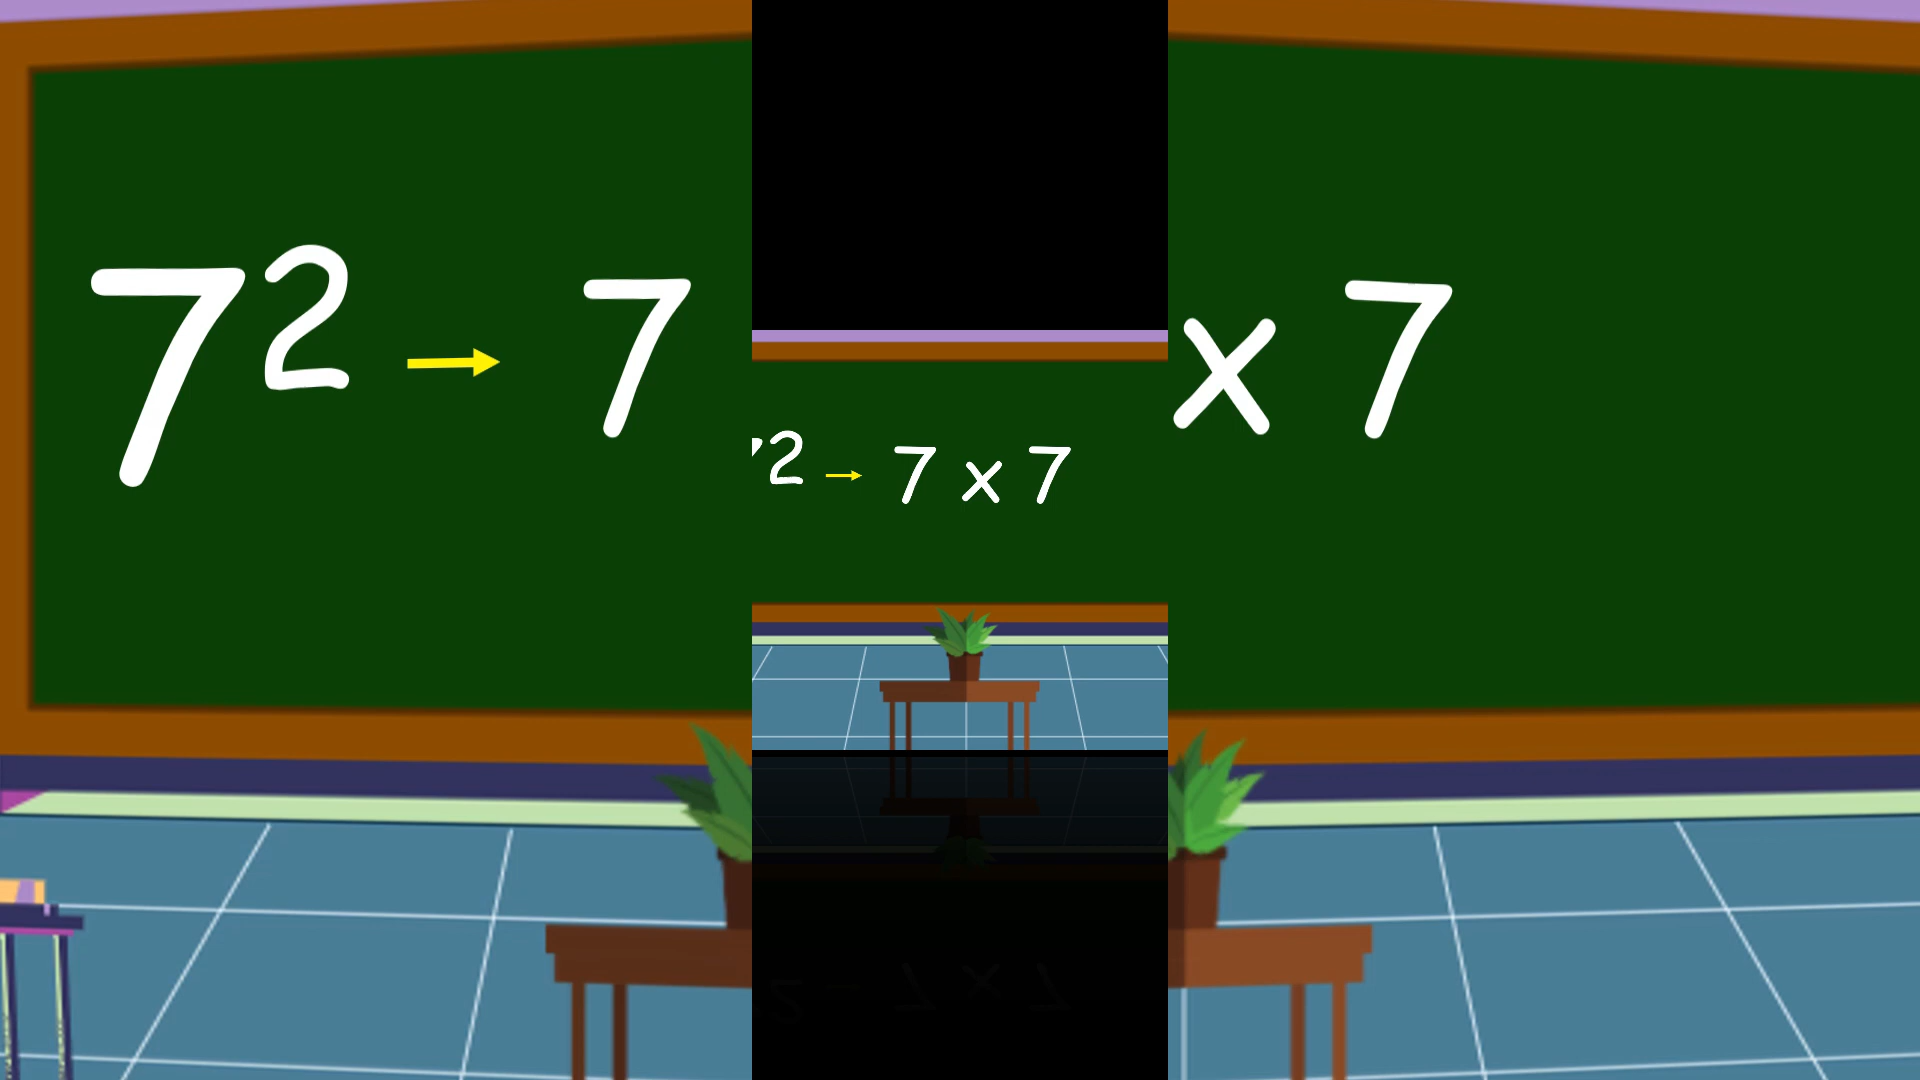 7² → 7 x 7
² → 7 x 7